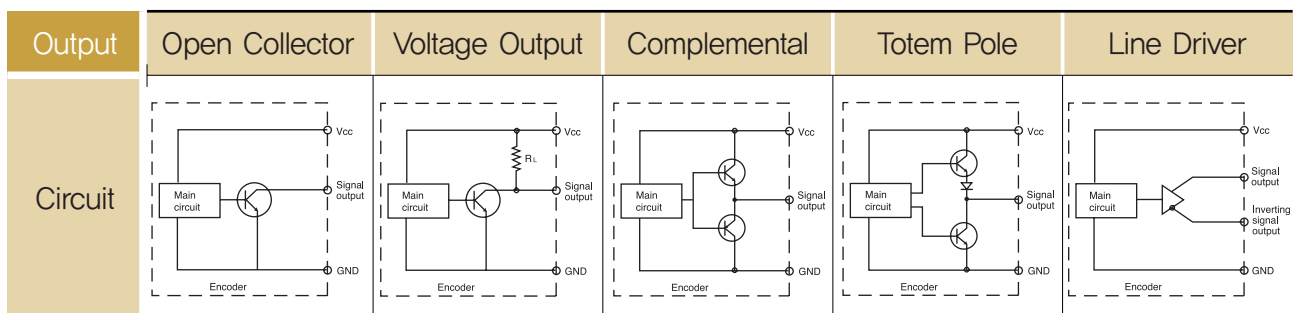 Output
Open Collector
Voltage Output
Complemental
Totem Pole
Line Driver
Circuit
Vcc
Main
circuit
Signal
output
GND
Encoder
Vcc
RL
Main
circuit
Signal
output
GND
Encoder
Vcc
Main
circuit
Signal
output
GND
Encoder
Vcc
Main
circuit
Signal
output
GND
Encoder
Vcc
Main
circuit
Signal
output
Inverting
signal
output
GND
Encoder